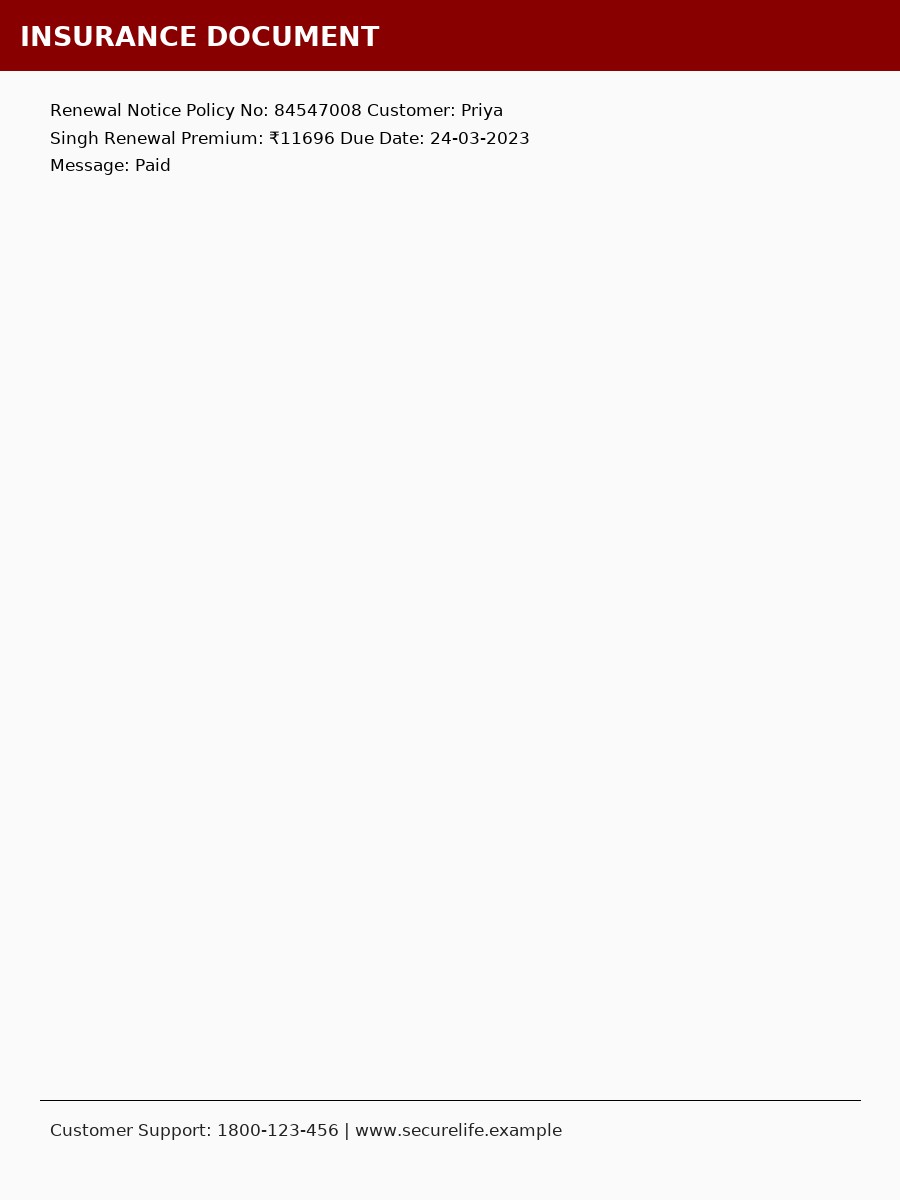 INSURANCE DOCUMENT
Renewal Notice Policy No: 84547008 Customer: Priya
Singh Renewal Premium: ₹11696 Due Date: 24-03-2023
Message: Paid
Customer Support: 1800-123-456 | www.securelife.example